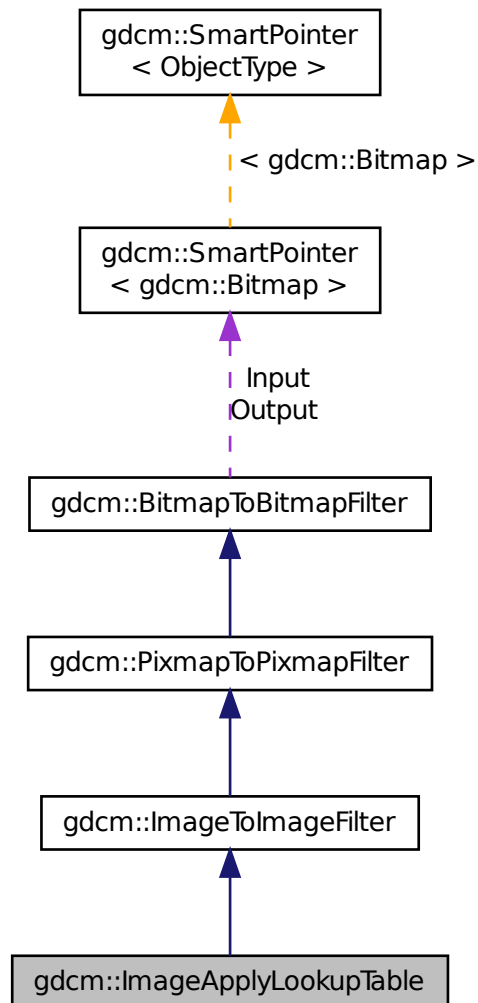 gdcm::SmartPointer
< ObjectType >
< gdcm::Bitmap >
gdcm::SmartPointer
< gdcm::Bitmap >
Input
Output
gdcm::BitmapToBitmapFilter
gdcm::PixmapToPixmapFilter
gdcm::ImageToImageFilter
gdcm::ImageApplyLookupTable